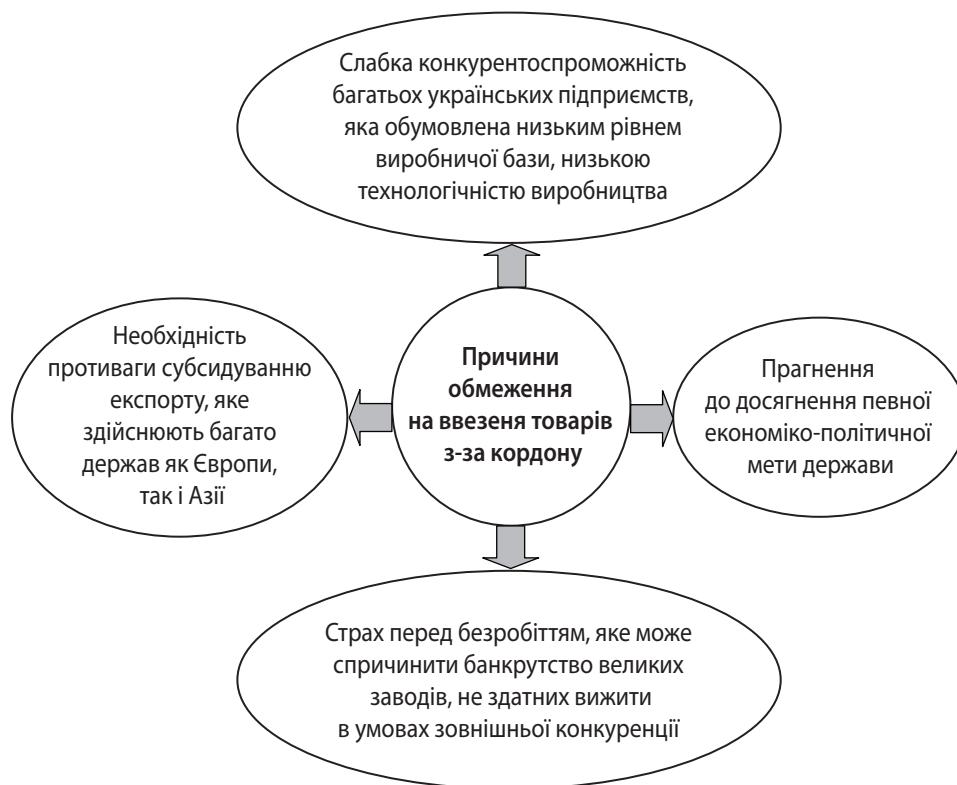 Слабка конкурентоспроможність
багатьох українських підприємств,
яка обумовлена низьким рівнем
виробничої бази, низькою
технологічністю виробництва
Необхідність
противаги субсидуванню
експорту, яке
здійснюють багато
держав як Європи,
так і Азії
Причини
обмеження
на ввезеня товарів
з-за кордону
Прагнення
до досягнення певної
економіко-політичної
мети держави
Страх перед безробіттям, яке може
спричинити банкрутство великих
заводів, не здатних вижити
в умовах зовнішньої конкуренції